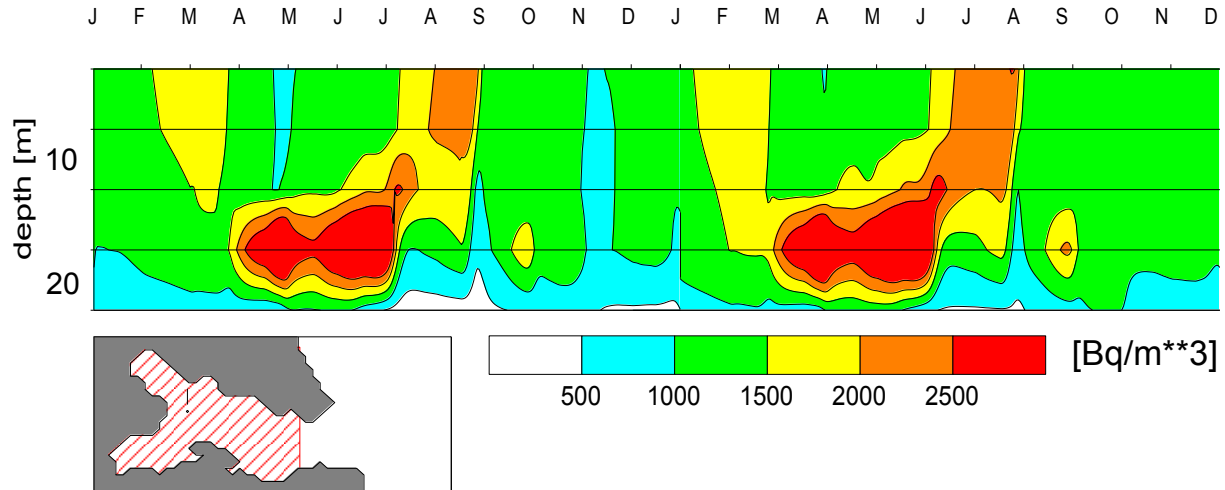 J F M A M J J A S O N D J F M A M J J A S O N D
depth [m]
10
20
[Bq/m**3]
500 1000 1500 2000 2500